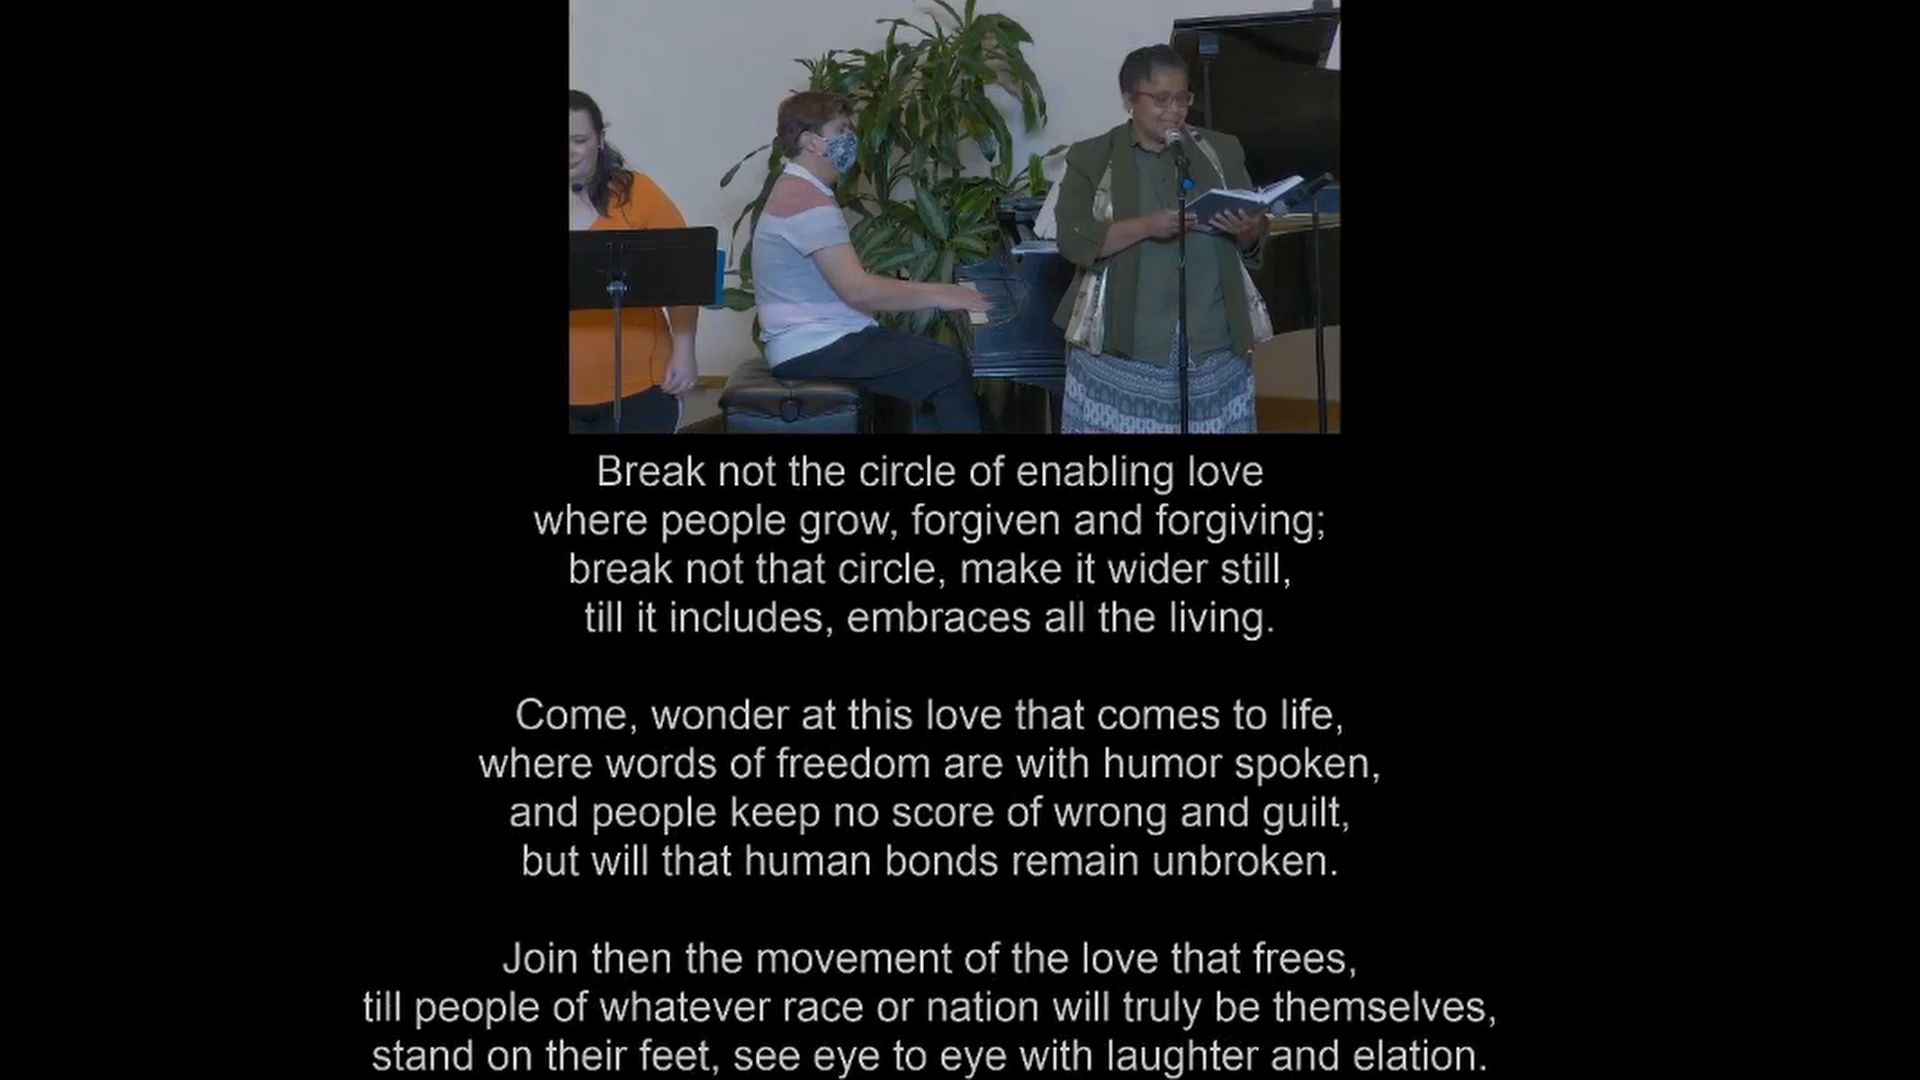 Break not the circle of enabling love
where people grow, forgiven and forgiving;
break not that circle, make it wider still,
till it includes, embraces all the living.
Come, wonder at this love that comes to life,
where words of freedom are with humor spoken,
and people keep no score of wrong and guilt,
but will that human bonds remain unbroken.
Join then the movement of the love that frees,
till people of whatever race or nation will truly be themselves,
stand on their feet, see eye to eye with laughter and elation.